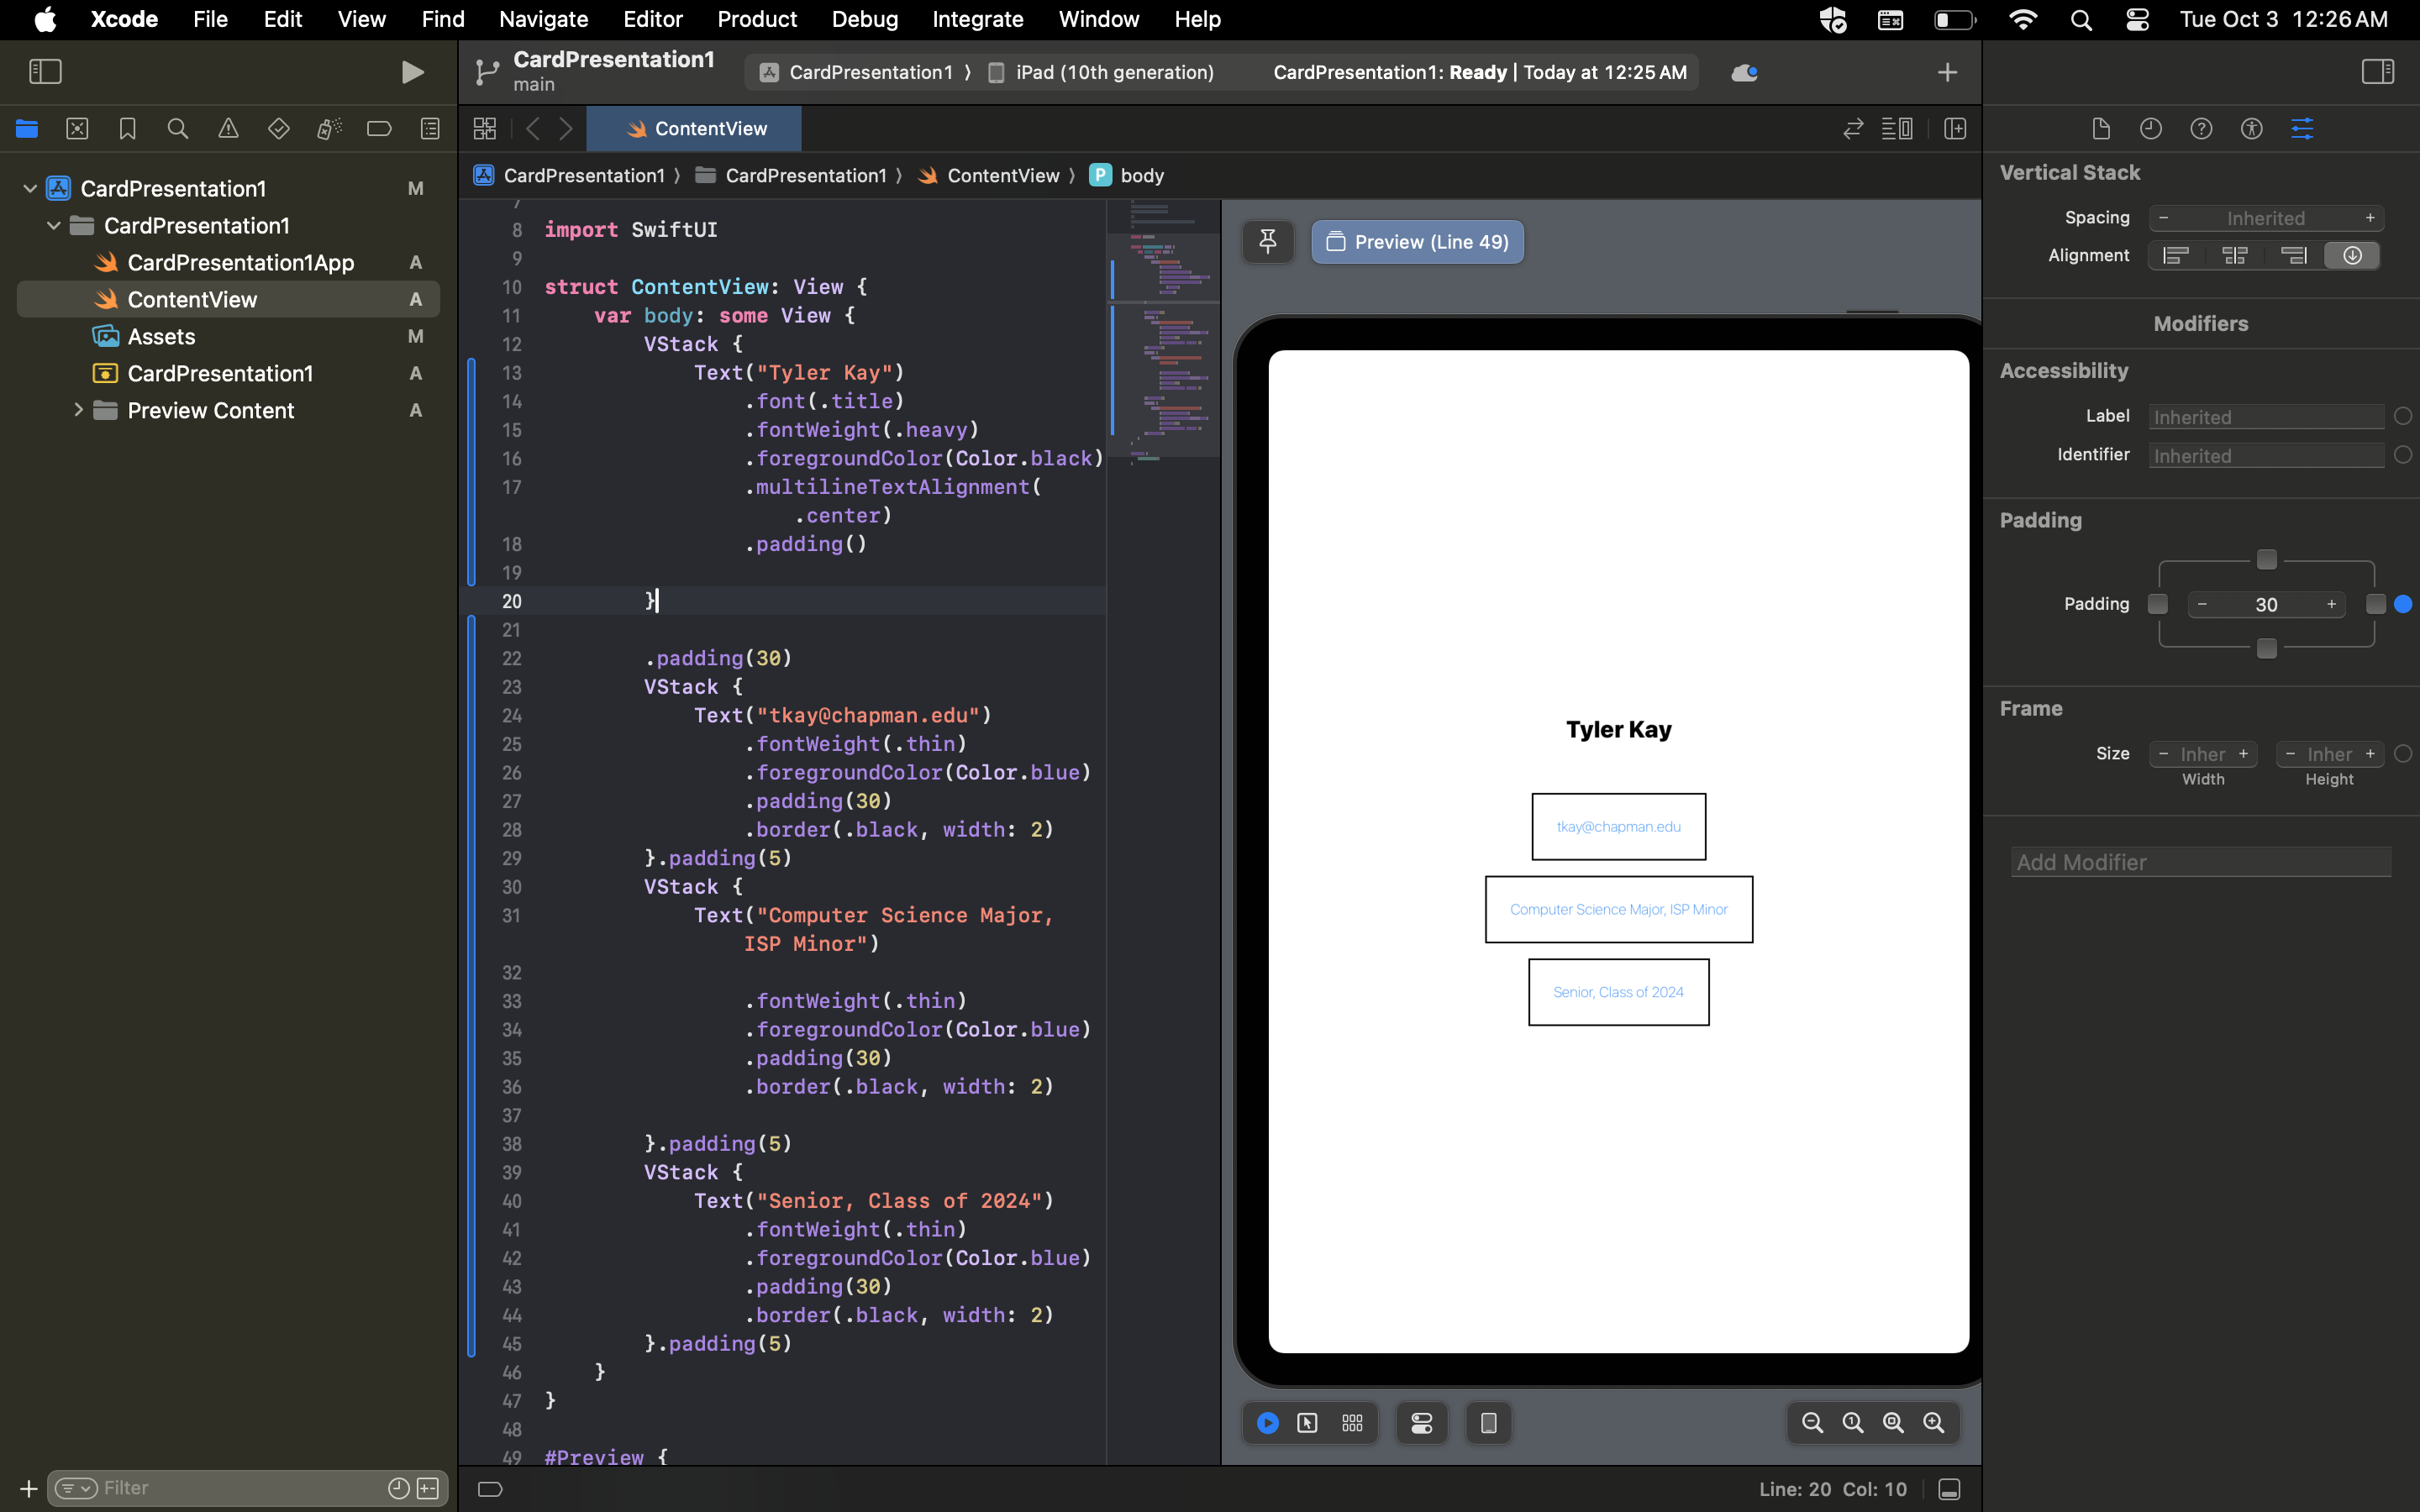 Xcode File Edit View Find Navigate Editor Product Debug Integrate Window Help Tue Oct 3 12:26 AM
CardPresentation1
main
CardPresentation1 〉 iPad (10th generation) CardPresentation1: Ready | Today at 12:25 AM
ContentView
CardPresentation1 〉 CardPresentation1 〉 ContentView 〉 P body
CardPresentation1 M
CardPresentation1
CardPresentation1App A
ContentView A
Assets M
CardPresentation1 A
Preview Content A
Filter
7
8 import SwiftUI
9
10 struct ContentView: View {
11 var body: some View {
12 VStack {
13 Text("Tyler Kay")
14 .font(.title)
15 .fontWeight(.heavy)
16 .foregroundColor(Color.black)
17 .multilineTextAlignment(
.center)
18 .padding()
19
20 }
21
22 .padding(30)
23 VStack {
24 Text("tkay@chapman.edu")
25 .fontWeight(.thin)
26 .foregroundColor(Color.blue)
27 .padding(30)
28 .border(.black, width: 2)
29 }.padding(5)
30 VStack {
31 Text("Computer Science Major,
ISP Minor")
32
33 .fontWeight(.thin)
34 .foregroundColor(Color.blue)
35 .padding(30)
36 .border(.black, width: 2)
37
38 }.padding(5)
39 VStack {
40 Text("Senior, Class of 2024")
41 .fontWeight(.thin)
42 .foregroundColor(Color.blue)
43 .padding(30)
44 .border(.black, width: 2)
45 }.padding(5)
46 }
47 }
48
49 #Preview {
Preview (Line 49)
Tyler Kay
tkay@chapman.edu
Computer Science Major, ISP Minor
Senior, Class of 2024
Line: 20 Col: 10
Vertical Stack
Spacing − Inherited +
Alignment
Modifiers
Accessibility
Label Inherited
Identifier Inherited
Padding
Padding − 30 +
Frame
Size − Inher + − Inher +
Width Height
Add Modifier